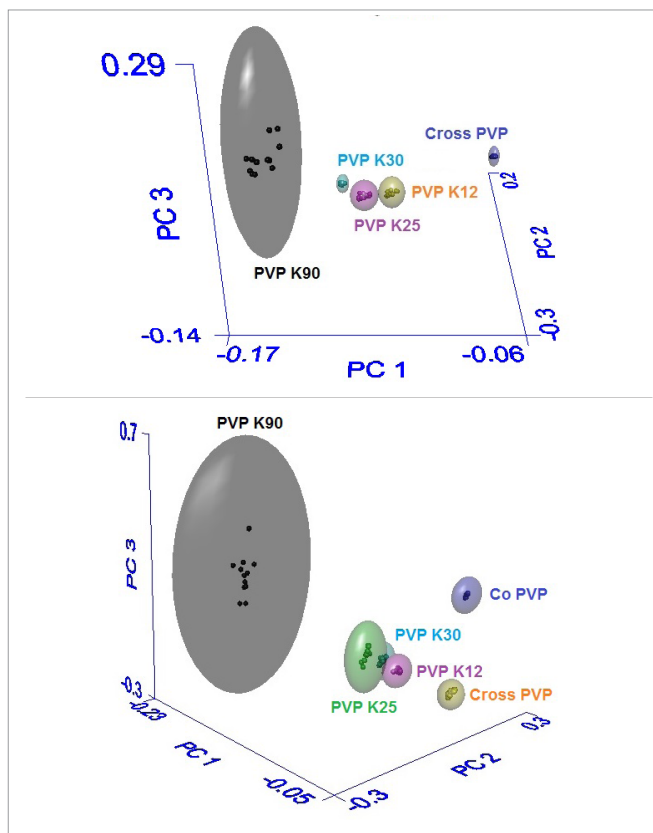 0.29
PC 3
-0.14
-0.17
PC 1
-0.06
-0.3
PC 2
0.2
Cross PVP
PVP K30
PVP K12
PVP K25
PVP K90
PVP K90
0.7
PC 3
-0.3
-0.23
PC 1
-0.05
-0.3
PC 2
0.3
Co PVP
PVP K30
PVP K12
Cross PVP
PVP K25